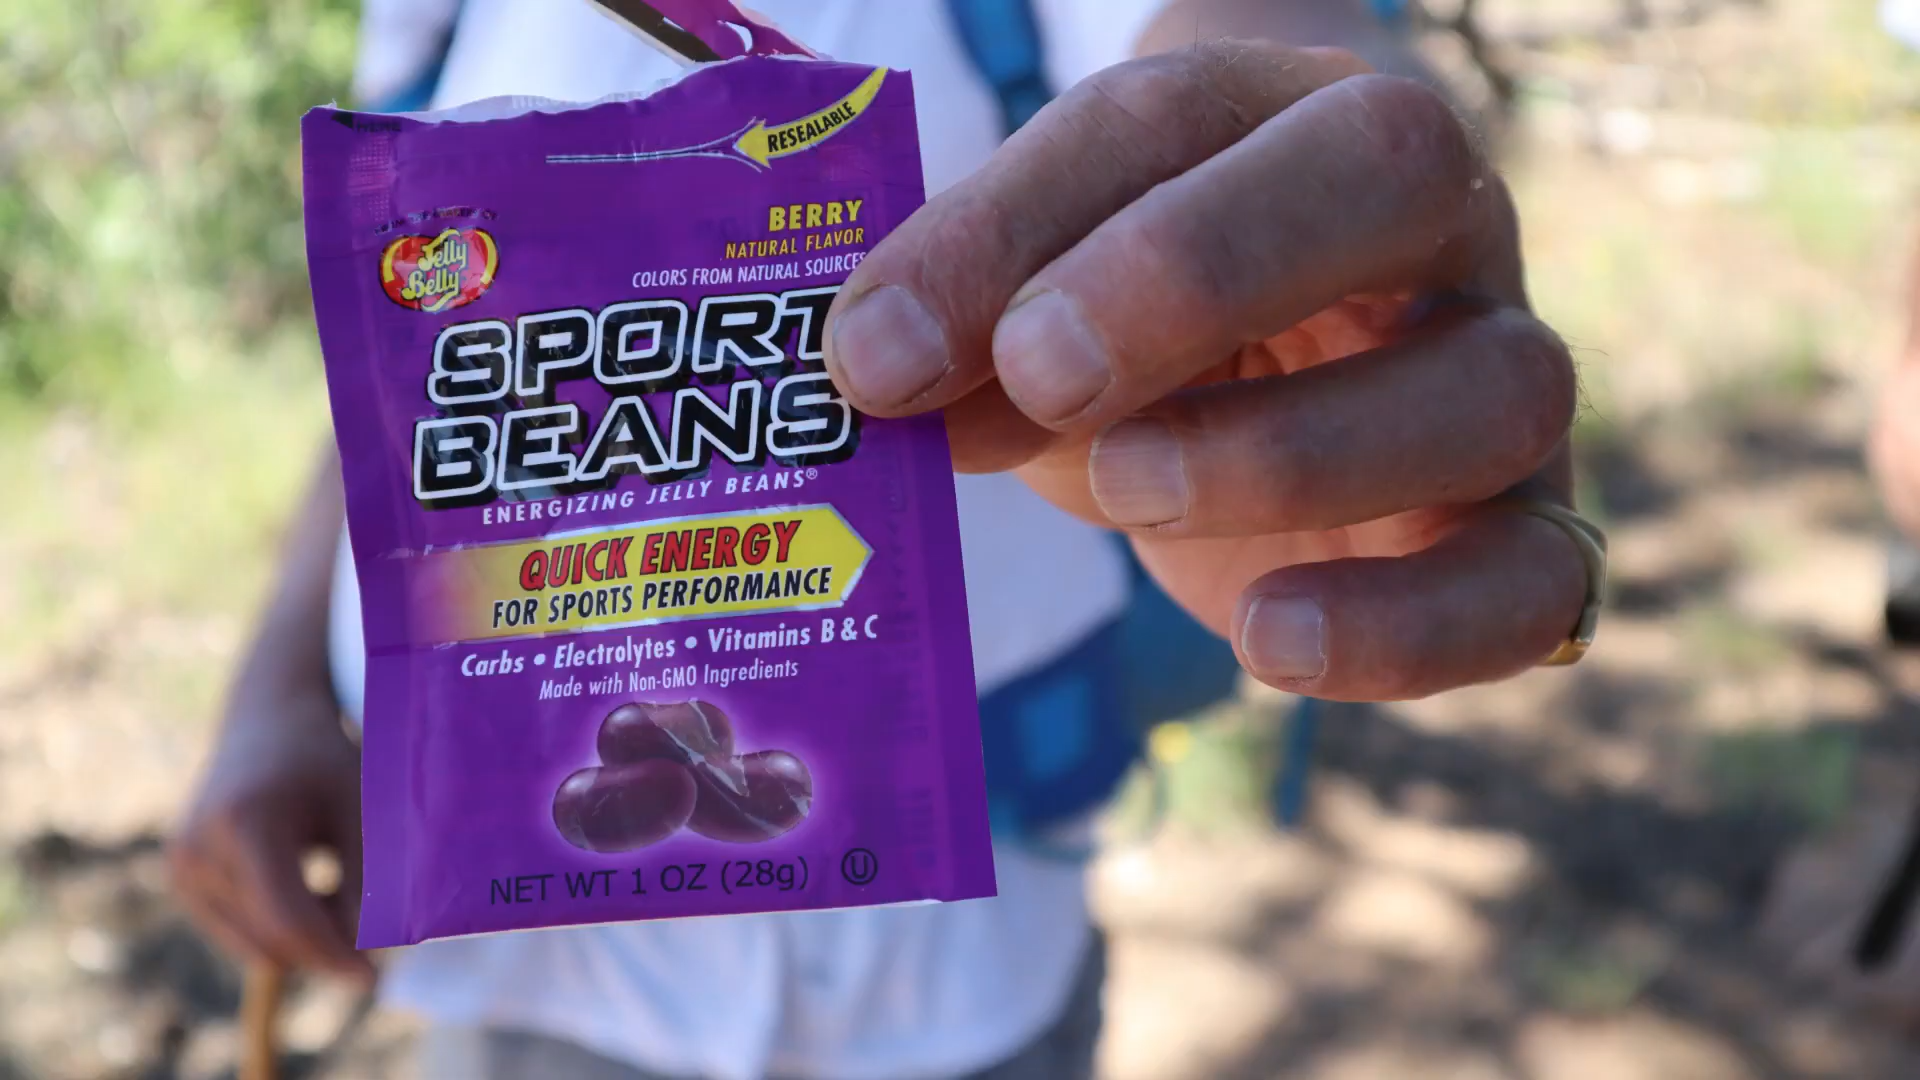 RESEALABLE
BERRY
NATURAL FLAVOR
COLORS FROM NATURAL SOURCES
Jelly
Belly
SPORT
BEANS
ENERGIZING JELLY BEANS®
QUICK ENERGY
FOR SPORTS PERFORMANCE
Carbs • Electrolytes • Vitamins B & C
Made with Non-GMO Ingredients
NET WT 1 OZ (28g) U